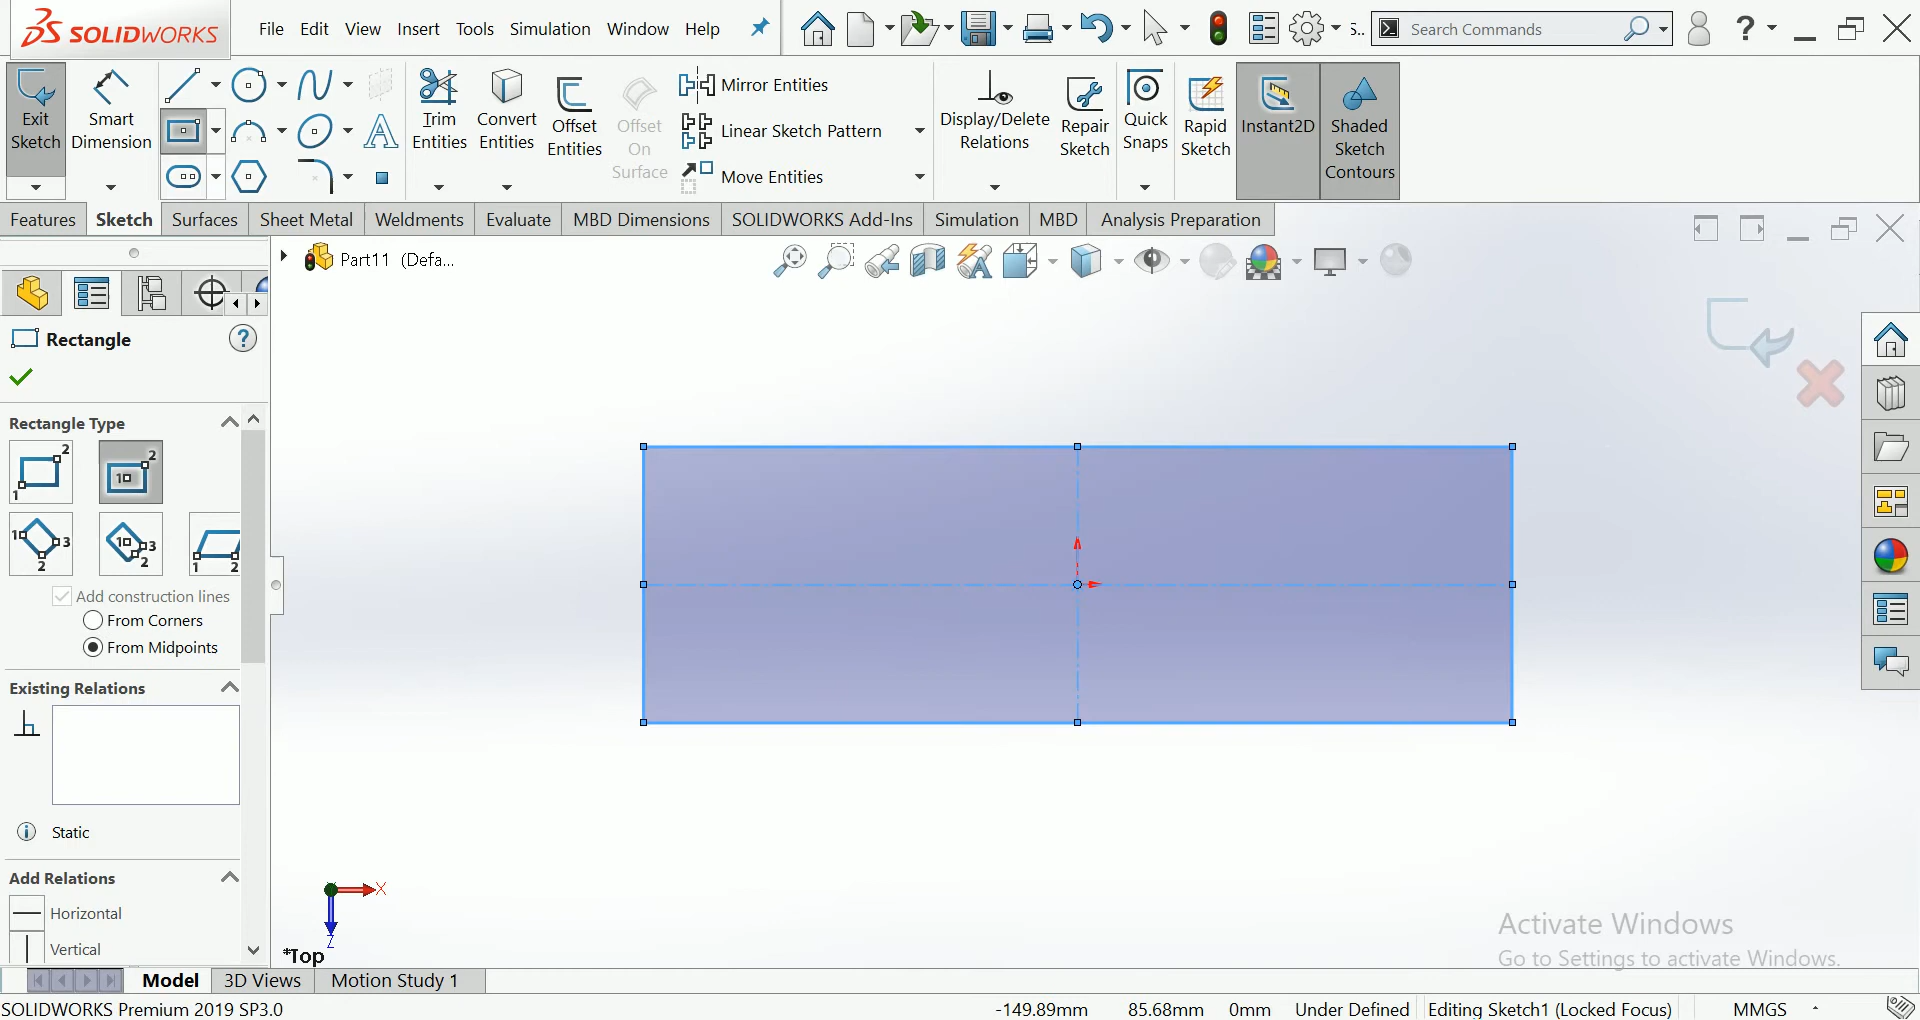 SOLIDWORKS
File Edit View Insert Tools Simulation Window Help
S..
Search Commands
?
Exit Sketch
Smart Dimension
Trim Entities
Convert Entities
Offset Entities
Offset On Surface
Mirror Entities
Linear Sketch Pattern
Move Entities
Display/Delete Relations
Repair Sketch
Quick Snaps
Rapid Sketch
Instant2D
Shaded Sketch Contours
Features Sketch Surfaces Sheet Metal Weldments Evaluate MBD Dimensions SOLIDWORKS Add-Ins Simulation MBD Analysis Preparation
Part11 (Defa...
Rectangle
?
Rectangle Type
Add construction lines
From Corners
From Midpoints
Existing Relations
Static
Add Relations
Horizontal
Vertical
X
Z
*Top
Activate Windows
Go to Settings to activate Windows.
Model 3D Views Motion Study 1
SOLIDWORKS Premium 2019 SP3.0
-149.89mm 85.68mm 0mm Under Defined Editing Sketch1 (Locked Focus) MMGS